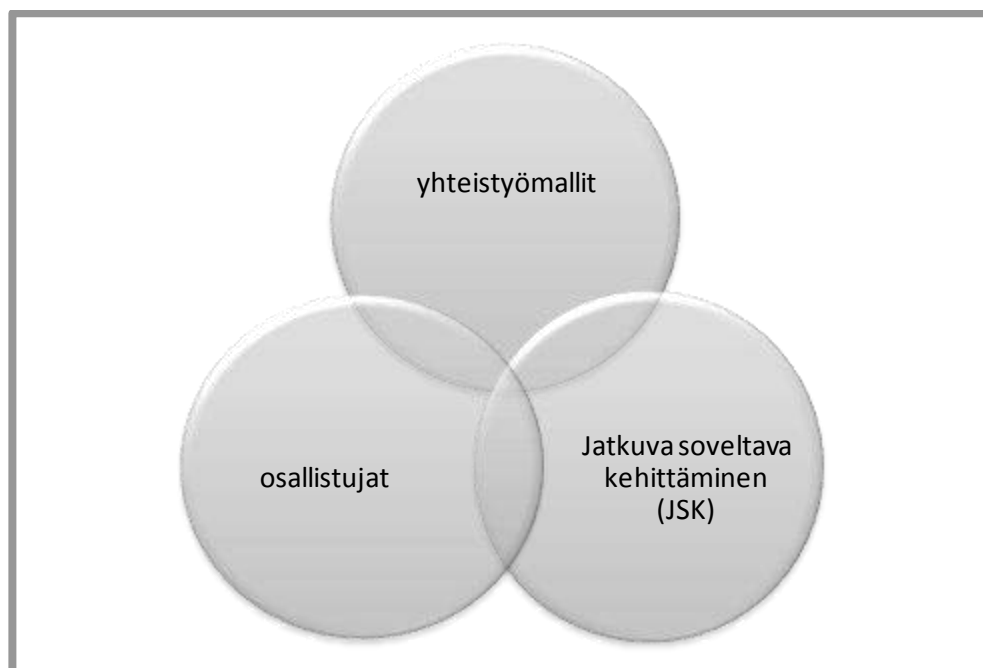 yhteistyömallit
osallistujat
Jatkuva soveltava
kehittäminen
(JSK)